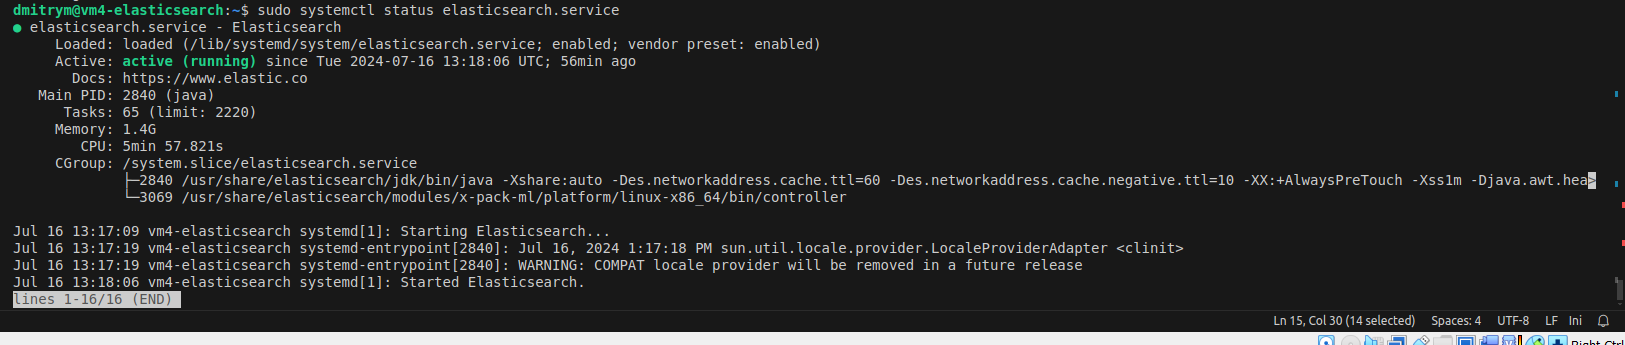 dmitrym@vm4-elasticsearch:~$ sudo systemctl status elasticsearch.service
● elasticsearch.service - Elasticsearch
Loaded: loaded (/lib/systemd/system/elasticsearch.service; enabled; vendor preset: enabled)
Active: active (running) since Tue 2024-07-16 13:18:06 UTC; 56min ago
Docs: https://www.elastic.co
Main PID: 2840 (java)
Tasks: 65 (limit: 2220)
Memory: 1.4G
CPU: 5min 57.821s
CGroup: /system.slice/elasticsearch.service
├─2840 /usr/share/elasticsearch/jdk/bin/java -Xshare:auto -Des.networkaddress.cache.ttl=60 -Des.networkaddress.cache.negative.ttl=10 -XX:+AlwaysPreTouch -Xss1m -Djava.awt.hea>
└─3069 /usr/share/elasticsearch/modules/x-pack-ml/platform/linux-x86_64/bin/controller
Jul 16 13:17:09 vm4-elasticsearch systemd[1]: Starting Elasticsearch...
Jul 16 13:17:19 vm4-elasticsearch systemd-entrypoint[2840]: Jul 16, 2024 1:17:18 PM sun.util.locale.provider.LocaleProviderAdapter <clinit>
Jul 16 13:17:19 vm4-elasticsearch systemd-entrypoint[2840]: WARNING: COMPAT locale provider will be removed in a future release
Jul 16 13:18:06 vm4-elasticsearch systemd[1]: Started Elasticsearch.
lines 1-16/16 (END)
Ln 15, Col 30 (14 selected) Spaces: 4 UTF-8 LF Ini
Right Ctrl